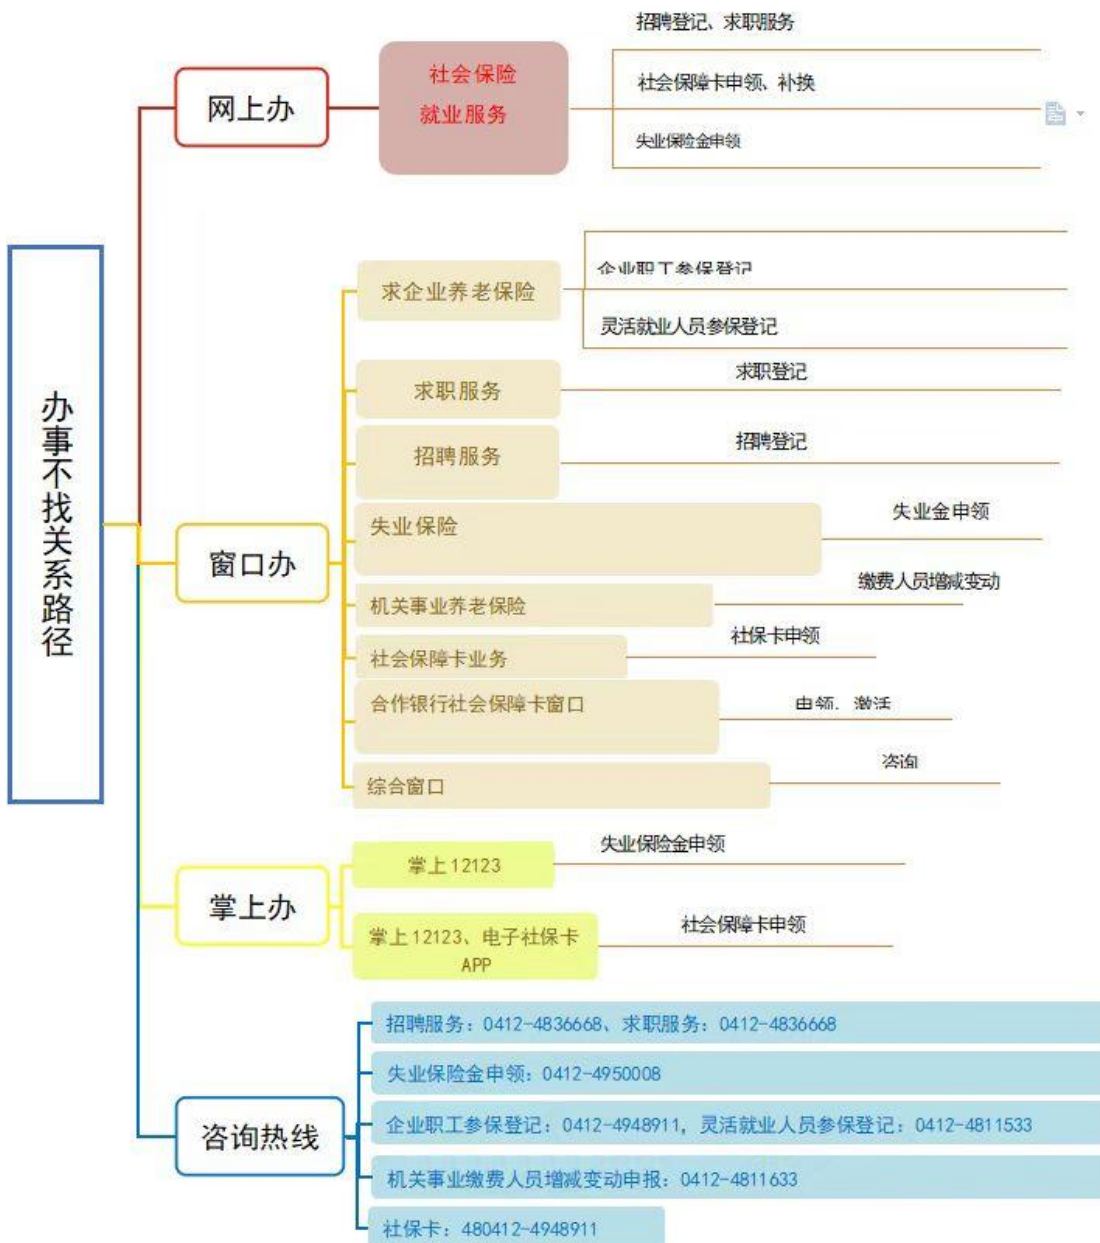 办事不找关系路径
网上办
社会保险
就业服务
招聘登记、求职服务
社会保障卡申领、补换
失业保险金申领
窗口办
求企业养老保险
企业职工参保登记
灵活就业人员参保登记
求职服务
求职登记
招聘服务
招聘登记
失业保险
失业金申领
机关事业养老保险
缴费人员增减变动
社会保障卡业务
社保卡申领
合作银行社会保障卡窗口
申领、激活
综合窗口
咨询
掌上办
掌上12123
失业保险金申领
掌上12123、电子社保卡
APP
社会保障卡申领
咨询热线
招聘服务：0412-4836668、求职服务：0412-4836668
失业保险金申领：0412-4950008
企业职工参保登记：0412-4948911，灵活就业人员参保登记：0412-4811533
机关事业缴费人员增减变动申报：0412-4811633
社保卡：480412-4948911